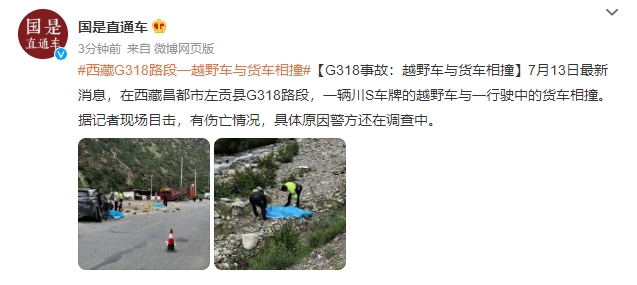 国是
直通车
国是直通车
3分钟前 来自 微博网页版
#西藏G318路段一越野车与货车相撞#【G318事故：越野车与货车相撞】7月13日最新
消息，在西藏昌都市左贡县G318路段，一辆川S车牌的越野车与一行驶中的货车相撞。
据记者现场目击，有伤亡情况，具体原因警方还在调查中。